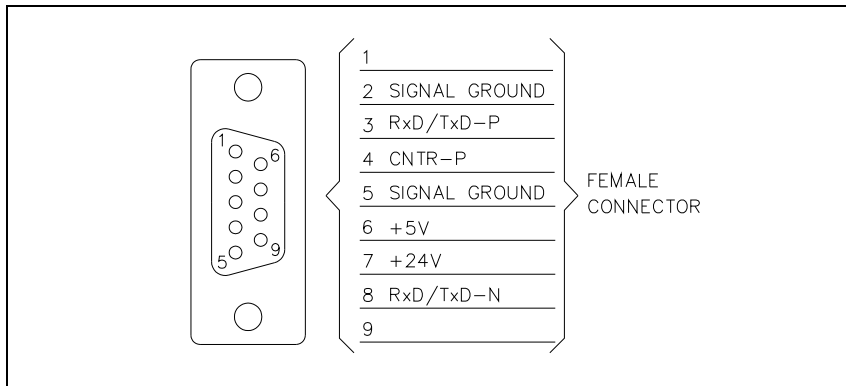 1
6
5
9
1
2 SIGNAL GROUND
3 RxD/TxD-P
4 CNTR-P
5 SIGNAL GROUND
6 +5V
7 +24V
8 RxD/TxD-N
9
FEMALE
CONNECTOR